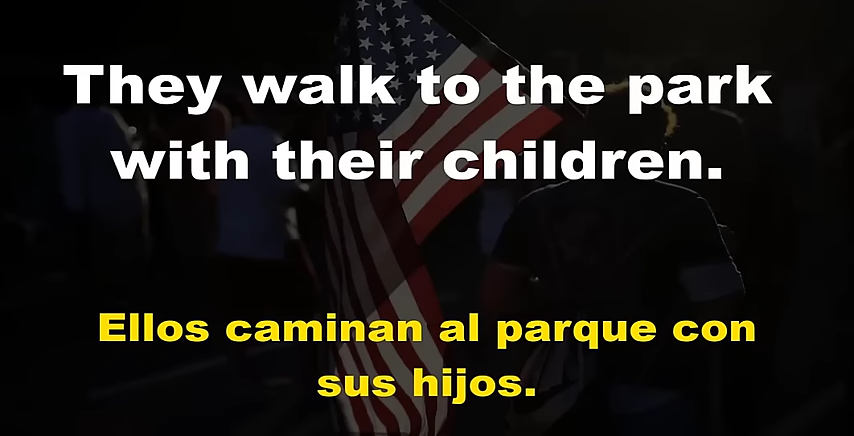 They walk to the park
with their children.
Ellos caminan al parque con
sus hijos.